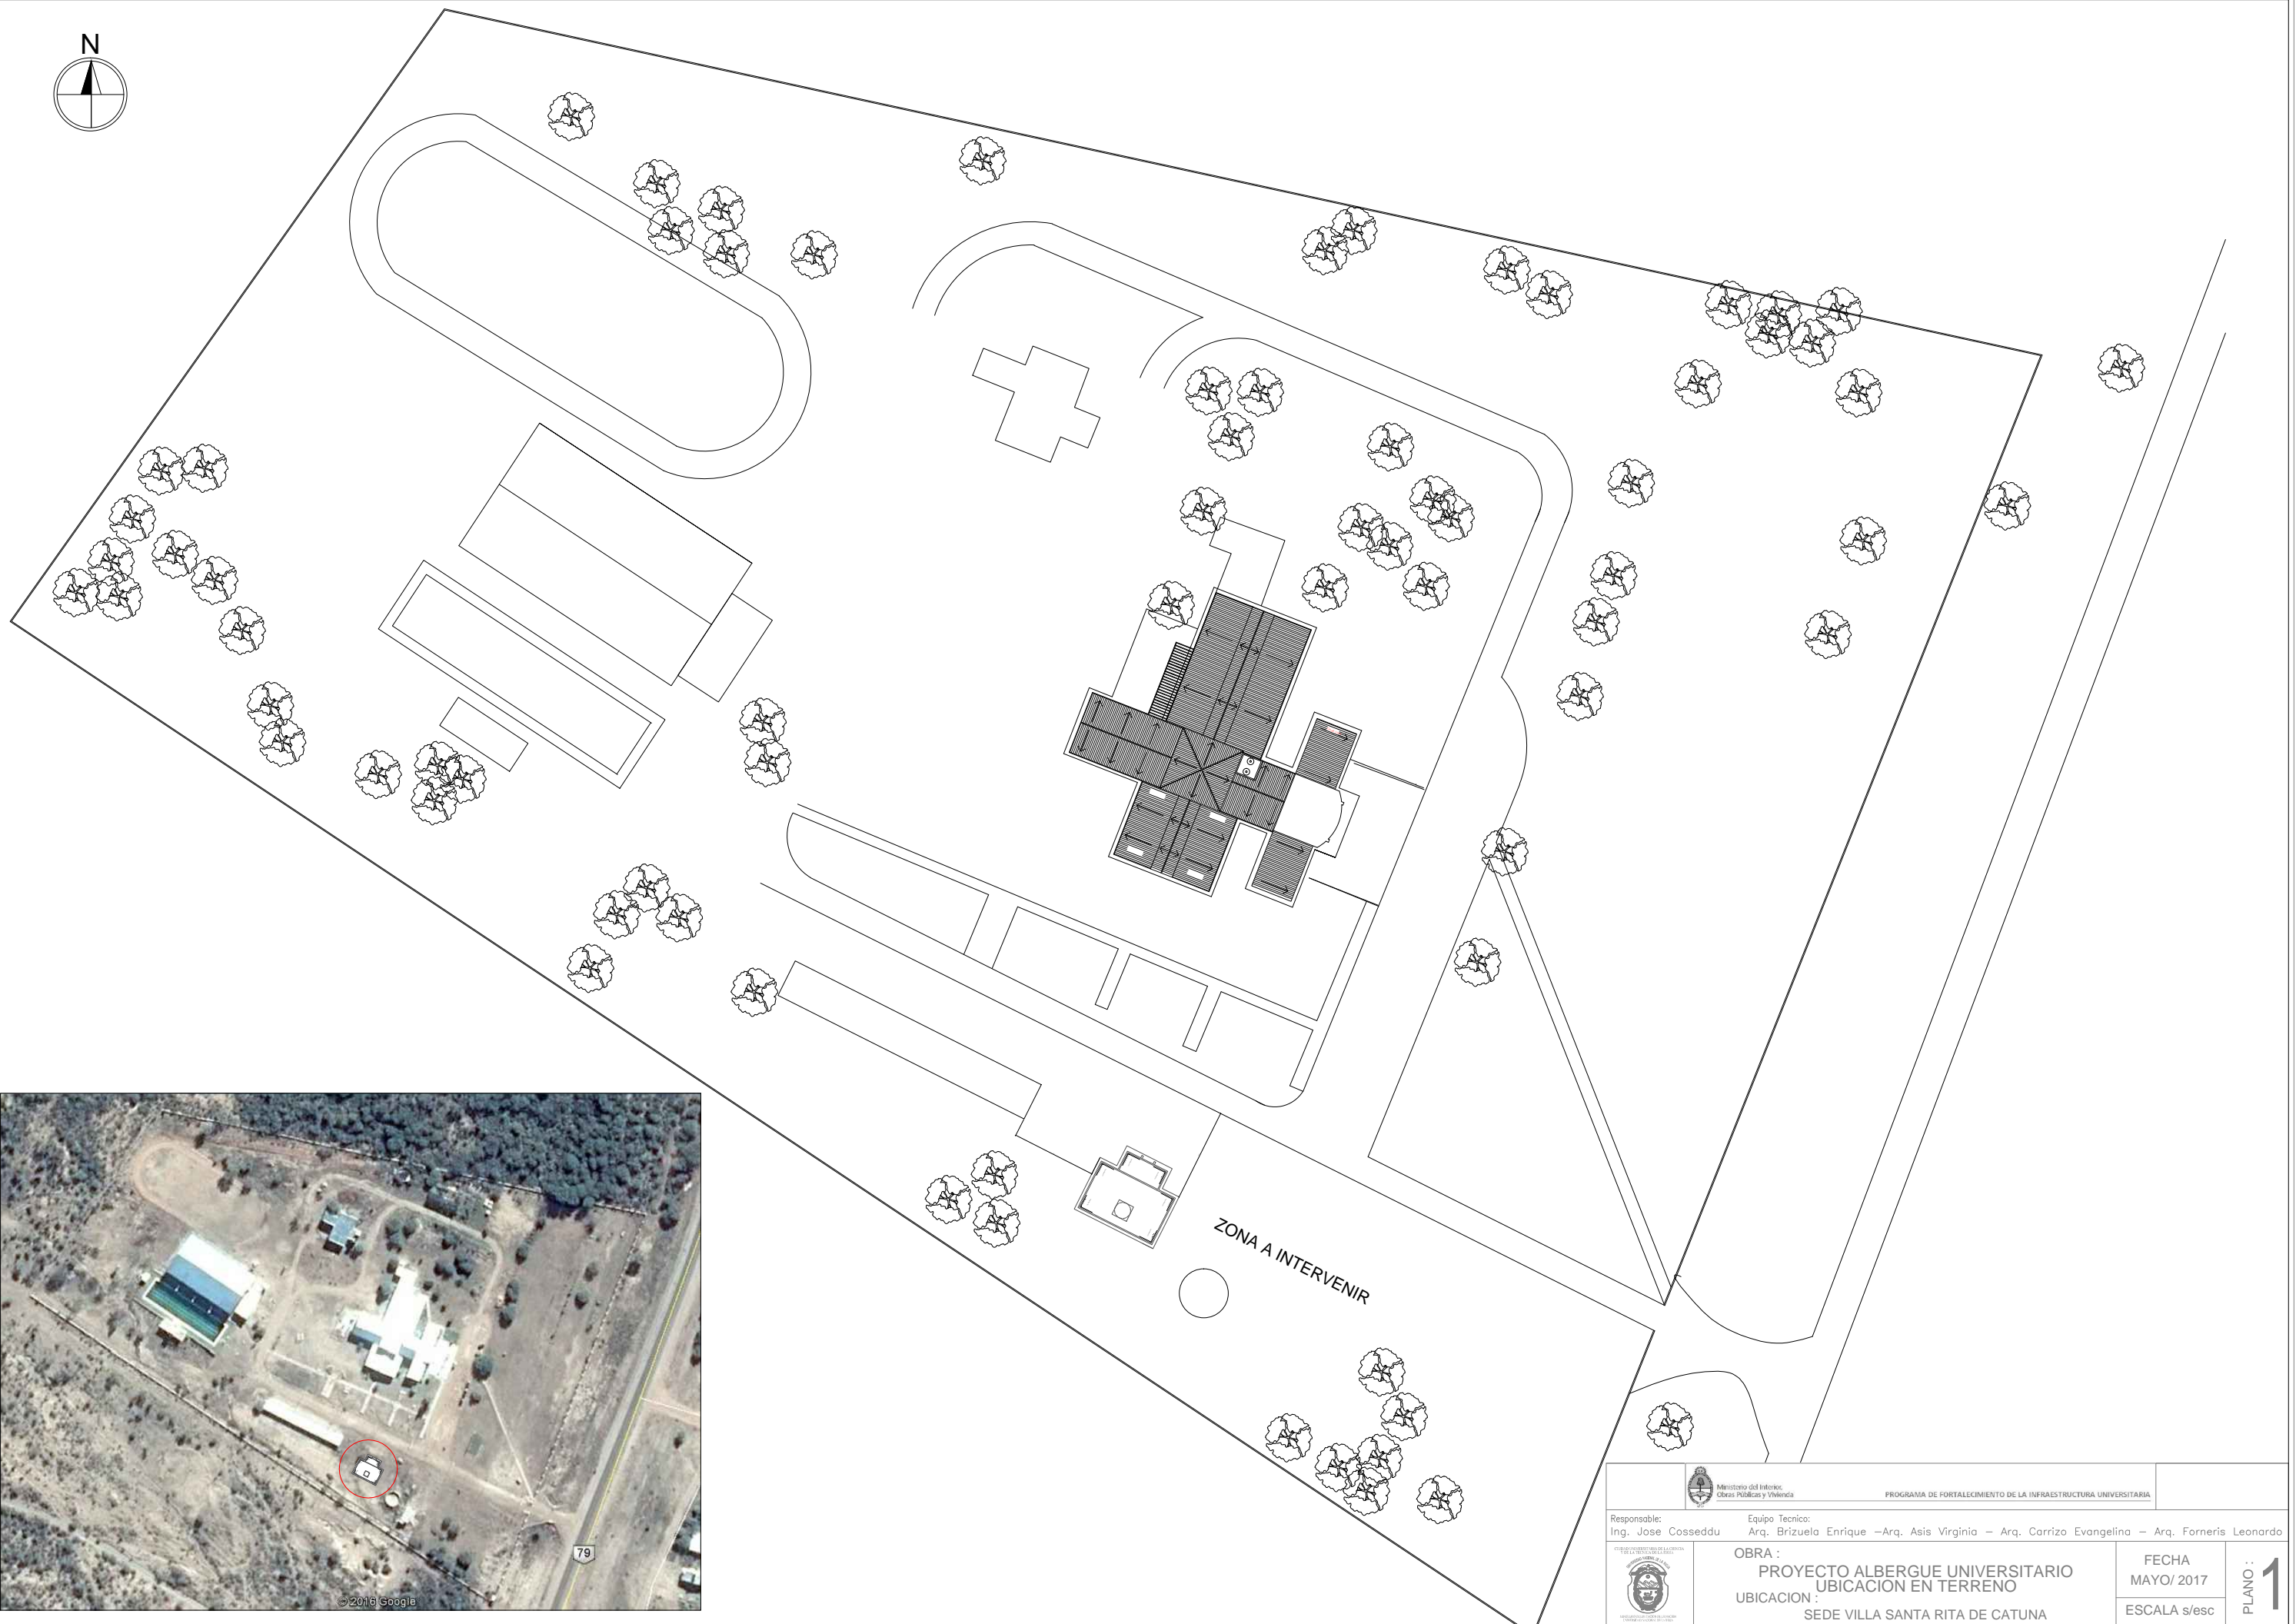 N
ZONA A INTERVENIR
79
© 2016 Google
Ministerio del Interior,
Obras Públicas y Vivienda
PROGRAMA DE FORTALECIMIENTO DE LA INFRAESTRUCTURA UNIVERSITARIA
Responsable:
Ing. Jose Cosseddu
Equipo Tecnico:
Arq. Brizuela Enrique –Arq. Asis Virginia – Arq. Carrizo Evangelina – Arq. Forneris Leonardo
OBRA :
PROYECTO ALBERGUE UNIVERSITARIO
UBICACION EN TERRENO
UBICACION :
SEDE VILLA SANTA RITA DE CATUNA
FECHA
MAYO/ 2017
ESCALA s/esc
PLANO :
1